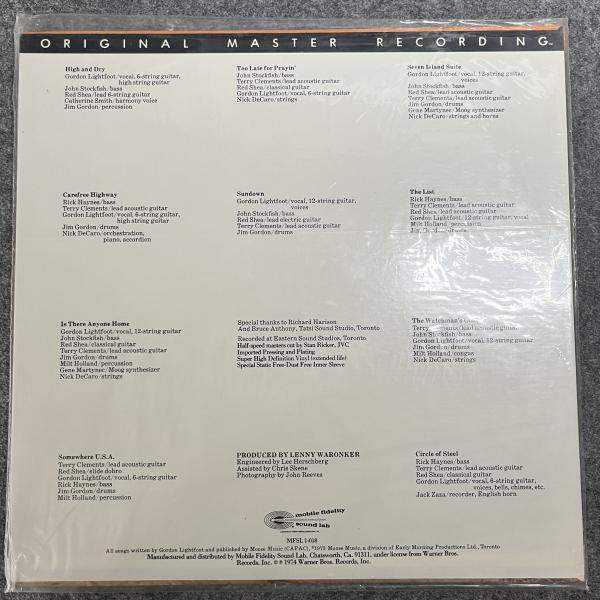 ORIGINAL MASTER RECORDING™
High and Dry
Gordon Lightfoot/vocal, 6-string guitar,
high string guitar
John Stockfish/bass
Red Shea/lead 6-string guitar
Catherine Smith/harmony voice
Jim Gordon/percussion
Too Late for Prayin'
John Stockfish/bass
Terry Clements/lead acoustic guitar
Red Shea/classical guitar
Gordon Lightfoot/vocal, 6-string guitar
Nick DeCaro/strings
Seven Island Suite
Gordon Lightfoot/vocal, 12-string guitar,
voices
John Stockfish/bass
Red Shea/lead acoustic guitar
Terry Clements/lead acoustic guitar
Jim Gordon/drums
Gene Martynec/Moog synthesizer
Nick DeCaro/strings and horns
Carefree Highway
Rick Haynes/bass
Terry Clements/lead acoustic guitar
Gordon Lightfoot/vocal, 6-string guitar,
high string guitar
Jim Gordon/drums
Nick DeCaro/orchestration,
piano, accordion
Sundown
Gordon Lightfoot/vocal, 12-string guitar,
voices
John Stockfish/bass
Red Shea/lead electric guitar
Terry Clements/lead acoustic guitar
Jim Gordon/drums
The List
Rick Haynes/bass
Terry Clements/lead acoustic guitar
Red Shea/lead acoustic guitar
Gordon Lightfoot/12-string guitar, vocal
Milt Holland/percussion
Jim
Is There Anyone Home
Gordon Lightfoot/vocal, 12-string guitar
John Stockfish/bass
Red Shea/classical guitar
Terry Clements/lead acoustic guitar
Jim Gordon/drums
Milt Holland/percussion
Gene Martynec/Moog synthesizer
Nick DeCaro/strings
Special thanks to Richard Harison
And Bruce Anthony, Tatsi Sound Studio, Toronto
Recorded at Eastern Sound Studios, Toronto
Half-speed masters cut by Stan Ricker, JVC
Imported Pressing and Plating
Super High Definition Vinyl (extended life)
Special Static Free-Dust Free Inner Sleeve
The Watchman's
Terry Clements/lead acoustic guitar
John Stockfish/bass
Gordon Lightfoot/vocal, 12-string guitar
Jim Gordon/drums
Milt Holland/congas
Nick DeCaro/strings
Somewhere U.S.A.
Terry Clements/lead acoustic guitar
Red Shea/slide dobro
Gordon Lightfoot/vocal, 6-string guitar
Rick Haynes/bass
Jim Gordon/drums
Milt Holland/percussion
PRODUCED BY LENNY WARONKER
Engineered by Lee Herschberg
Assisted by Chris Skene
Photography by John Reeves
Circle of Steel
Rick Haynes/bass
Terry Clements/lead acoustic guitar
Red Shea/classical guitar
Gordon Lightfoot/vocal, 6-string guitar,
voices, bells, chimes, etc.
Jack Zaza/recorder, English horn
mobile fidelity
sound lab
MFSL 1-018
All songs written by Gordon Lightfoot and published by Moose Music (CAPAC), ©1973 Moose Music, a division of Early Morning Productions Ltd., Toronto
Manufactured and distributed by Mobile Fidelity Sound Lab, Chatsworth, Ca. 91311, under license from Warner Bros.
Records, Inc. © ℗ 1974 Warner Bros. Records, Inc.